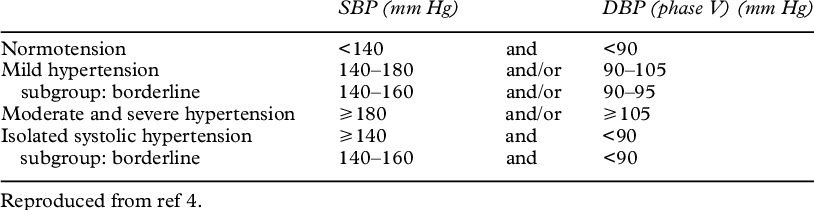 SBP (mm Hg) DBP (phase V) (mm Hg)
Normotension <140 and <90
Mild hypertension 140–180 and/or 90–105
subgroup: borderline 140–160 and/or 90–95
Moderate and severe hypertension ⩾180 and/or ⩾105
Isolated systolic hypertension ⩾140 and <90
subgroup: borderline 140–160 and <90
Reproduced from ref 4.